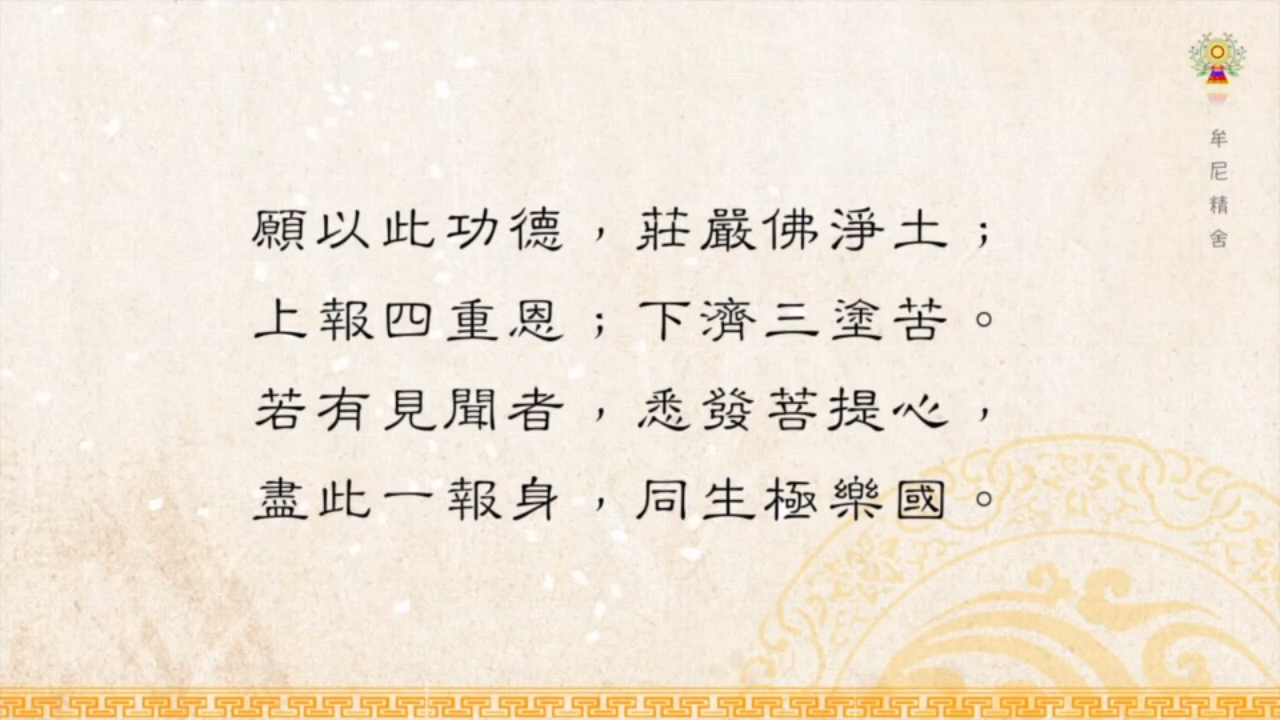 願以此功德，莊嚴佛淨土；
上報四重恩；下濟三塗苦。
若有見聞者，悉發菩提心，
盡此一報身，同生極樂國。
牟尼精舍